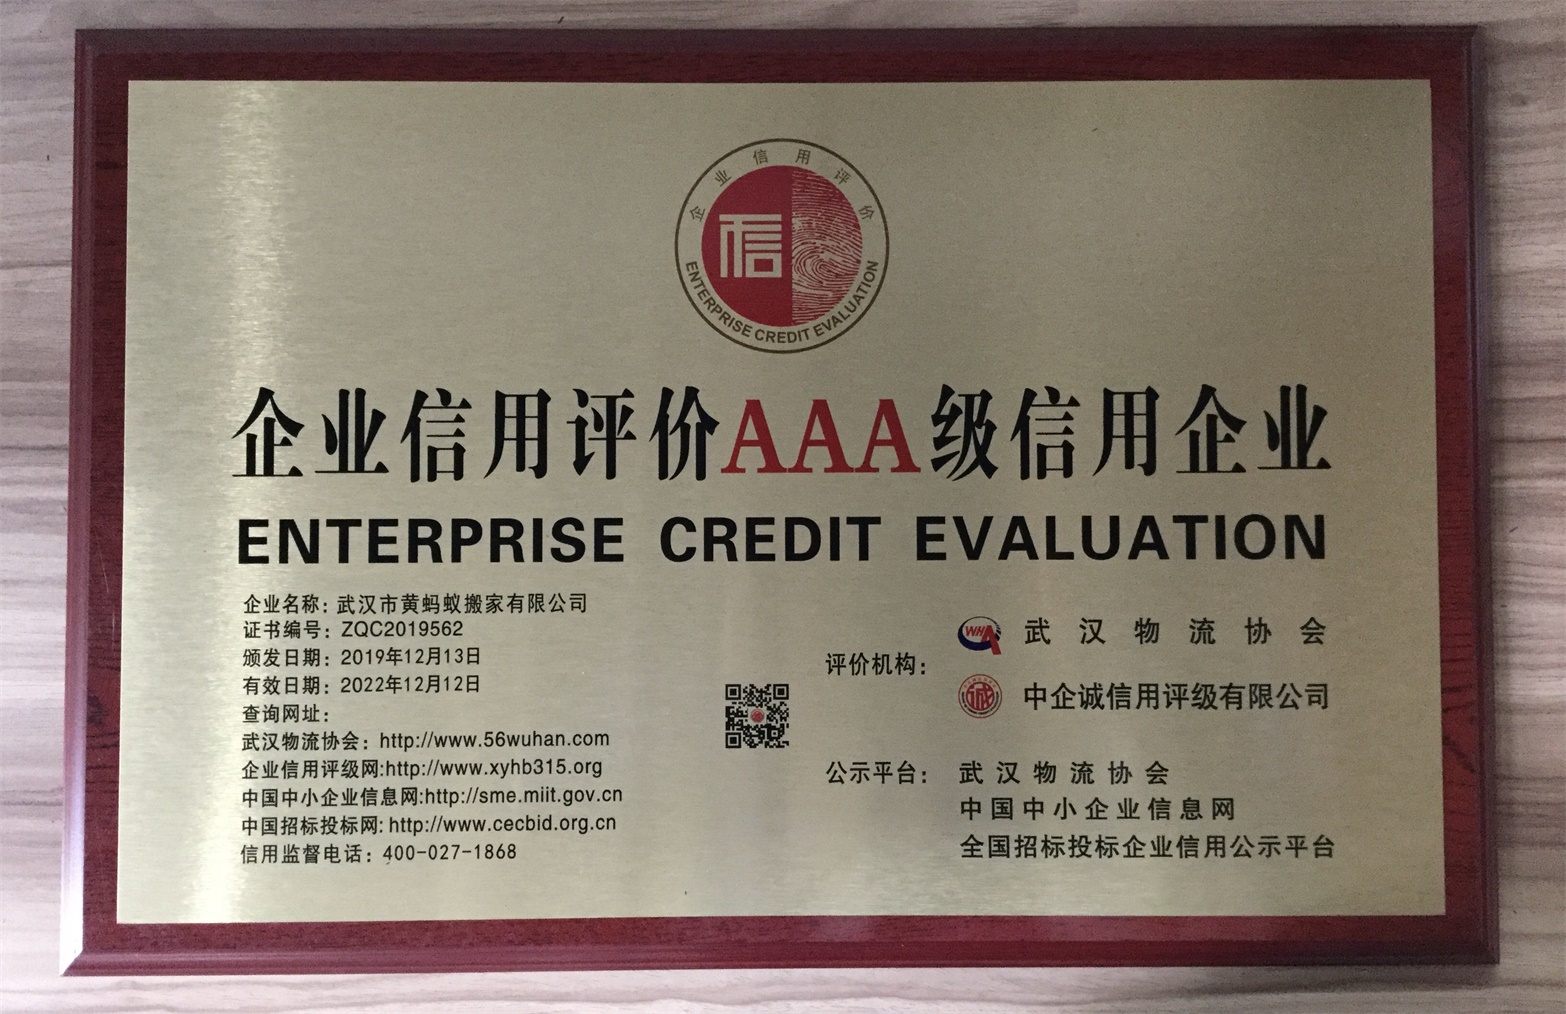 企业信用评价
信
ENTERPRISE CREDIT EVALUATION
企业信用评价AAA级信用企业
ENTERPRISE CREDIT EVALUATION
企业名称：武汉市黄蚂蚁搬家有限公司
证书编号：ZQC2019562
颁发日期：2019年12月13日
有效日期：2022年12月12日
查询网址：
武汉物流协会：http://www.56wuhan.com
企业信用评级网:http://www.xyhb315.org
中国中小企业信息网:http://sme.miit.gov.cn
中国招标投标网:http://www.cecbid.org.cn
信用监督电话：400-027-1868
评价机构：
WHA
武汉物流协会
诚
中企诚信用评级有限公司
公示平台：武汉物流协会
中国中小企业信息网
全国招标投标企业信用公示平台